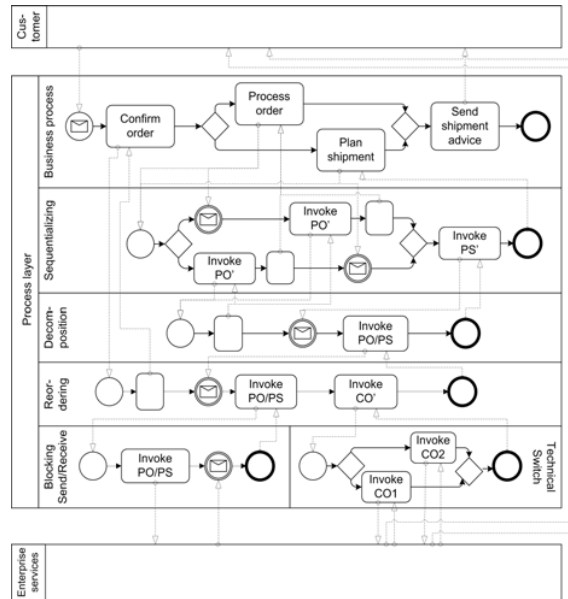 Cus-
tomer
Process layer
Business process
Confirm
order
Process
order
Plan
shipment
Send
shipment
advice
Sequentializing
Invoke
PO'
Invoke
PO'
Invoke
PS'
Decom-
position
Invoke
PO/PS
Reor-
dering
Invoke
PO/PS
Invoke
CO'
Blocking
Send/Receive
Invoke
PO/PS
Invoke
CO2
Invoke
CO1
Technical
Switch
Enterprise
services